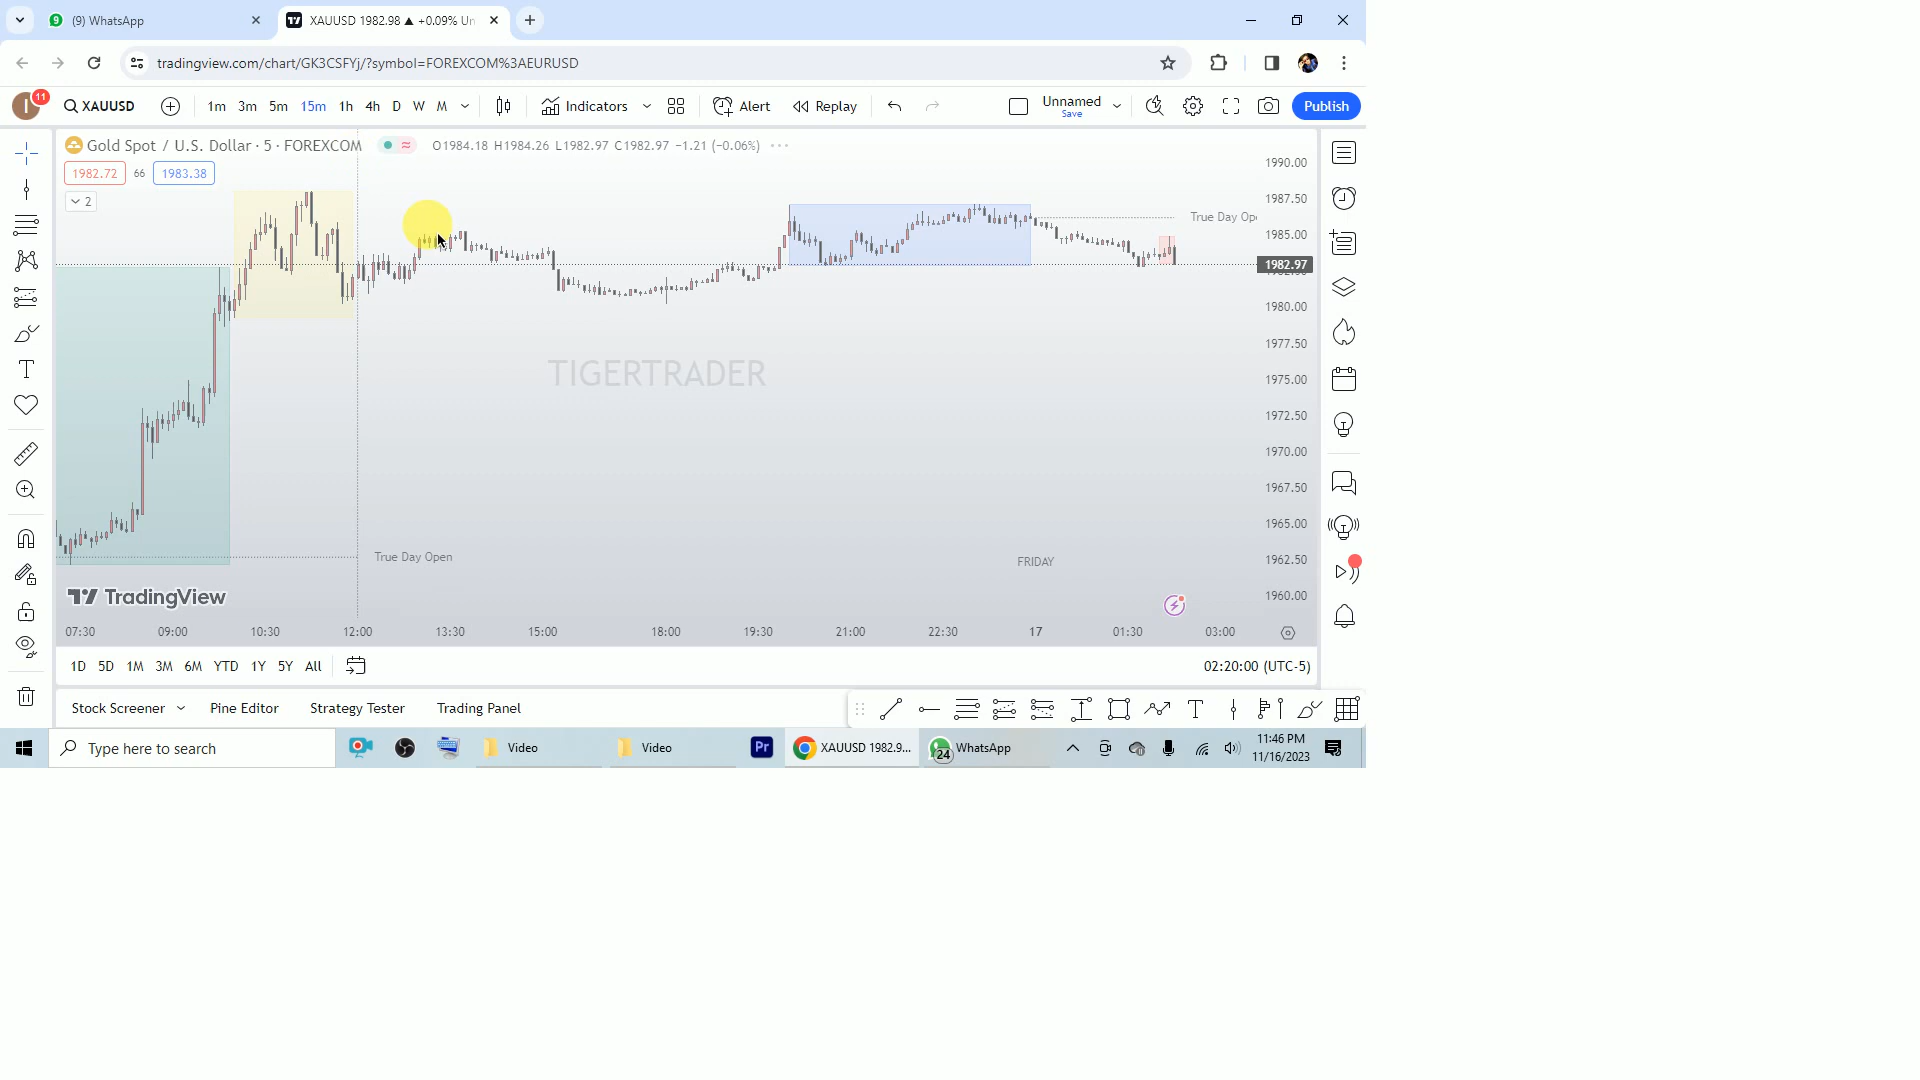 (9) WhatsApp
XAUUSD 1982.98 ▲ +0.09% Un
tradingview.com/chart/GK3CSFYj/?symbol=FOREXCOM%3AEURUSD
I 11 XAUUSD 1m 3m 5m 15m 1h 4h D W M Indicators Alert Replay Unnamed Save Publish
Gold Spot / U.S. Dollar · 5 · FOREXCOM O1984.18 H1984.26 L1982.97 C1982.97 −1.21 (−0.06%)
1982.72 66 1983.38
2
1990.00
1987.50
True Day Ope
1985.00
1982.97
1980.00
1977.50
1975.00
1972.50
1970.00
1967.50
1965.00
1962.50
1960.00
TIGERTRADER
True Day Open
FRIDAY
TradingView
07:30 09:00 10:30 12:00 13:30 15:00 18:00 19:30 21:00 22:30 17 01:30 03:00
1D 5D 1M 3M 6M YTD 1Y 5Y All 02:20:00 (UTC-5)
Stock Screener Pine Editor Strategy Tester Trading Panel
Type here to search Video Video Pr XAUUSD 1982.9... 24 WhatsApp
11:46 PM
11/16/2023